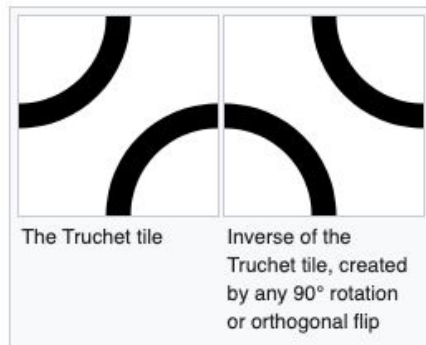 The Truchet tile
Inverse of the
Truchet tile, created
by any 90° rotation
or orthogonal flip